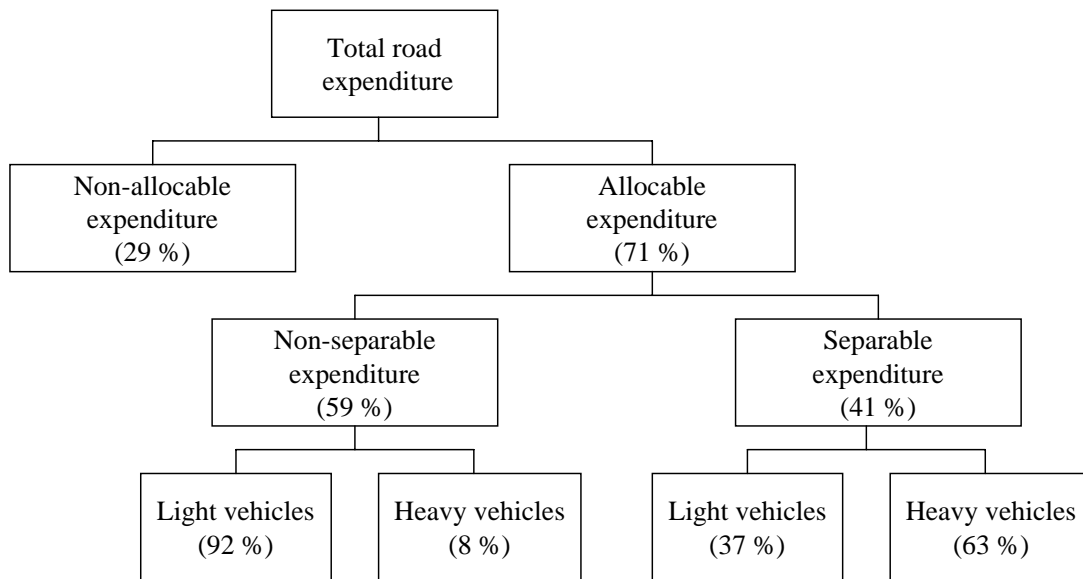 Total road
expenditure
Non-allocable
expenditure
(29 %)
Allocable
expenditure
(71 %)
Non-separable
expenditure
(59 %)
Separable
expenditure
(41 %)
Light vehicles
(92 %)
Heavy vehicles
(8 %)
Light vehicles
(37 %)
Heavy vehicles
(63 %)